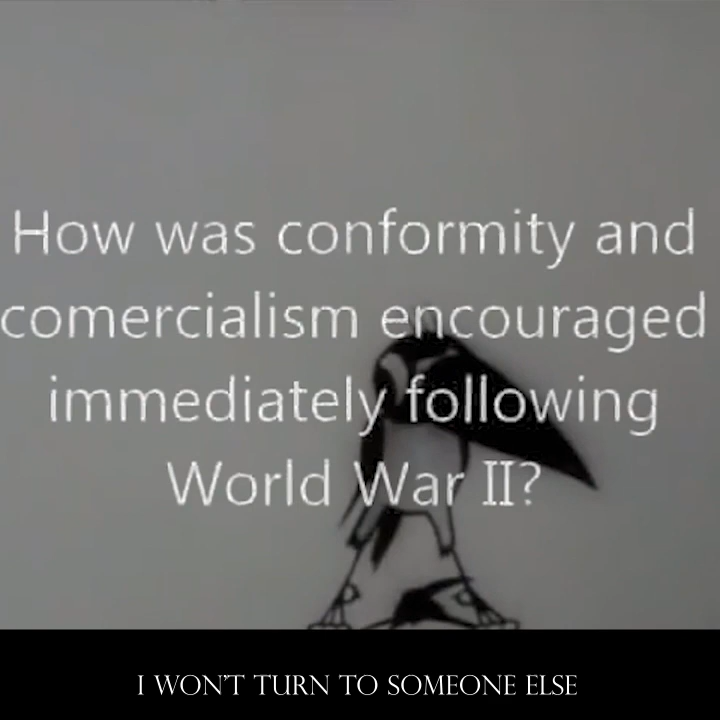 How was conformity and
comercialism encouraged
immediately following
World War II?
I WON'T TURN TO SOMEONE ELSE